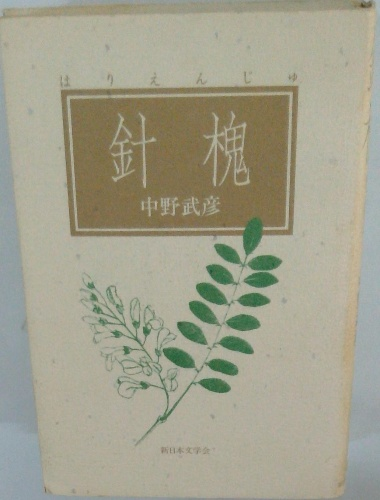 はりえんじゅ
針槐
中野武彦
新日本文学会